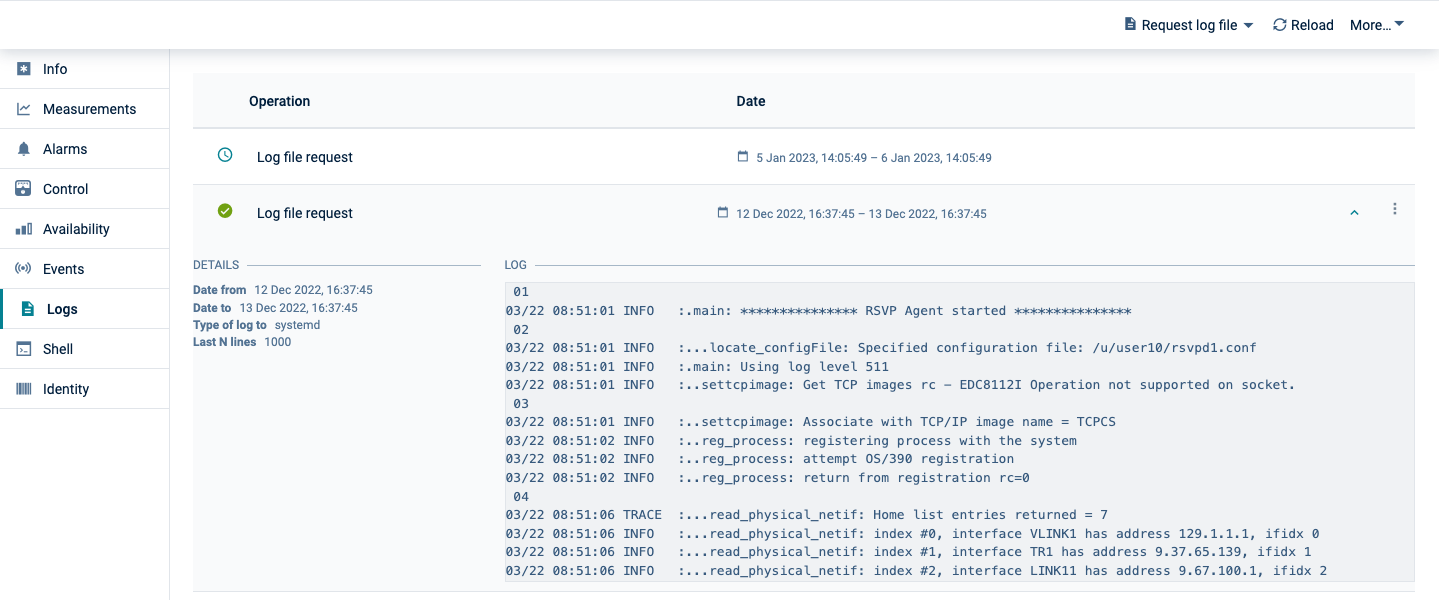 Request log file
Reload
More...
Info
Measurements
Alarms
Control
Availability
Events
Logs
Shell
Identity
Operation Date
Log file request 5 Jan 2023, 14:05:49 – 6 Jan 2023, 14:05:49
Log file request 12 Dec 2022, 16:37:45 – 13 Dec 2022, 16:37:45
DETAILS
Date from 12 Dec 2022, 16:37:45
Date to 13 Dec 2022, 16:37:45
Type of log to systemd
Last N lines 1000
LOG
01
03/22 08:51:01 INFO :.main: *************** RSVP Agent started ***************
02
03/22 08:51:01 INFO :...locate_configFile: Specified configuration file: /u/user10/rsvpd1.conf
03/22 08:51:01 INFO :.main: Using log level 511
03/22 08:51:01 INFO :..settcpimage: Get TCP images rc – EDC8112I Operation not supported on socket.
03
03/22 08:51:01 INFO :..settcpimage: Associate with TCP/IP image name = TCPCS
03/22 08:51:02 INFO :..reg_process: registering process with the system
03/22 08:51:02 INFO :..reg_process: attempt OS/390 registration
03/22 08:51:02 INFO :..reg_process: return from registration rc=0
04
03/22 08:51:06 TRACE :...read_physical_netif: Home list entries returned = 7
03/22 08:51:06 INFO :...read_physical_netif: index #0, interface VLINK1 has address 129.1.1.1, ifidx 0
03/22 08:51:06 INFO :...read_physical_netif: index #1, interface TR1 has address 9.37.65.139, ifidx 1
03/22 08:51:06 INFO :...read_physical_netif: index #2, interface LINK11 has address 9.67.100.1, ifidx 2